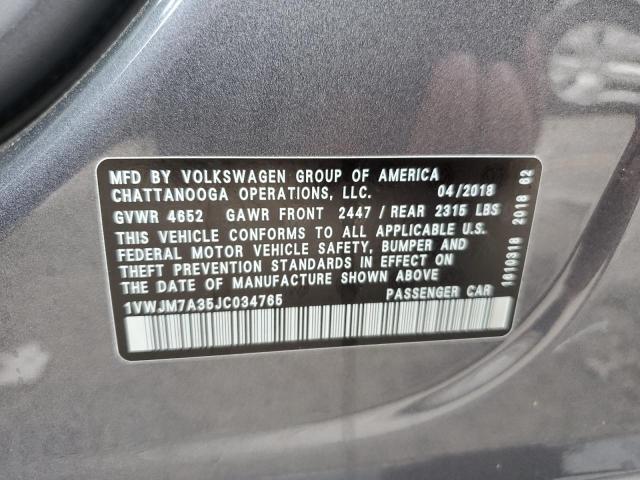 MFD BY VOLKSWAGEN GROUP OF AMERICA
CHATTANOOGA OPERATIONS, LLC. 04/2018
GVWR 4652 GAWR FRONT 2447 / REAR 2315 LBS
THIS VEHICLE CONFORMS TO ALL APPLICABLE U.S.
FEDERAL MOTOR VEHICLE SAFETY, BUMPER AND
THEFT PREVENTION STANDARDS IN EFFECT ON
THE DATE OF MANUFACTURE SHOWN ABOVE
1VWJM7A35JC034765 PASSENGER CAR
1610318 2018 62